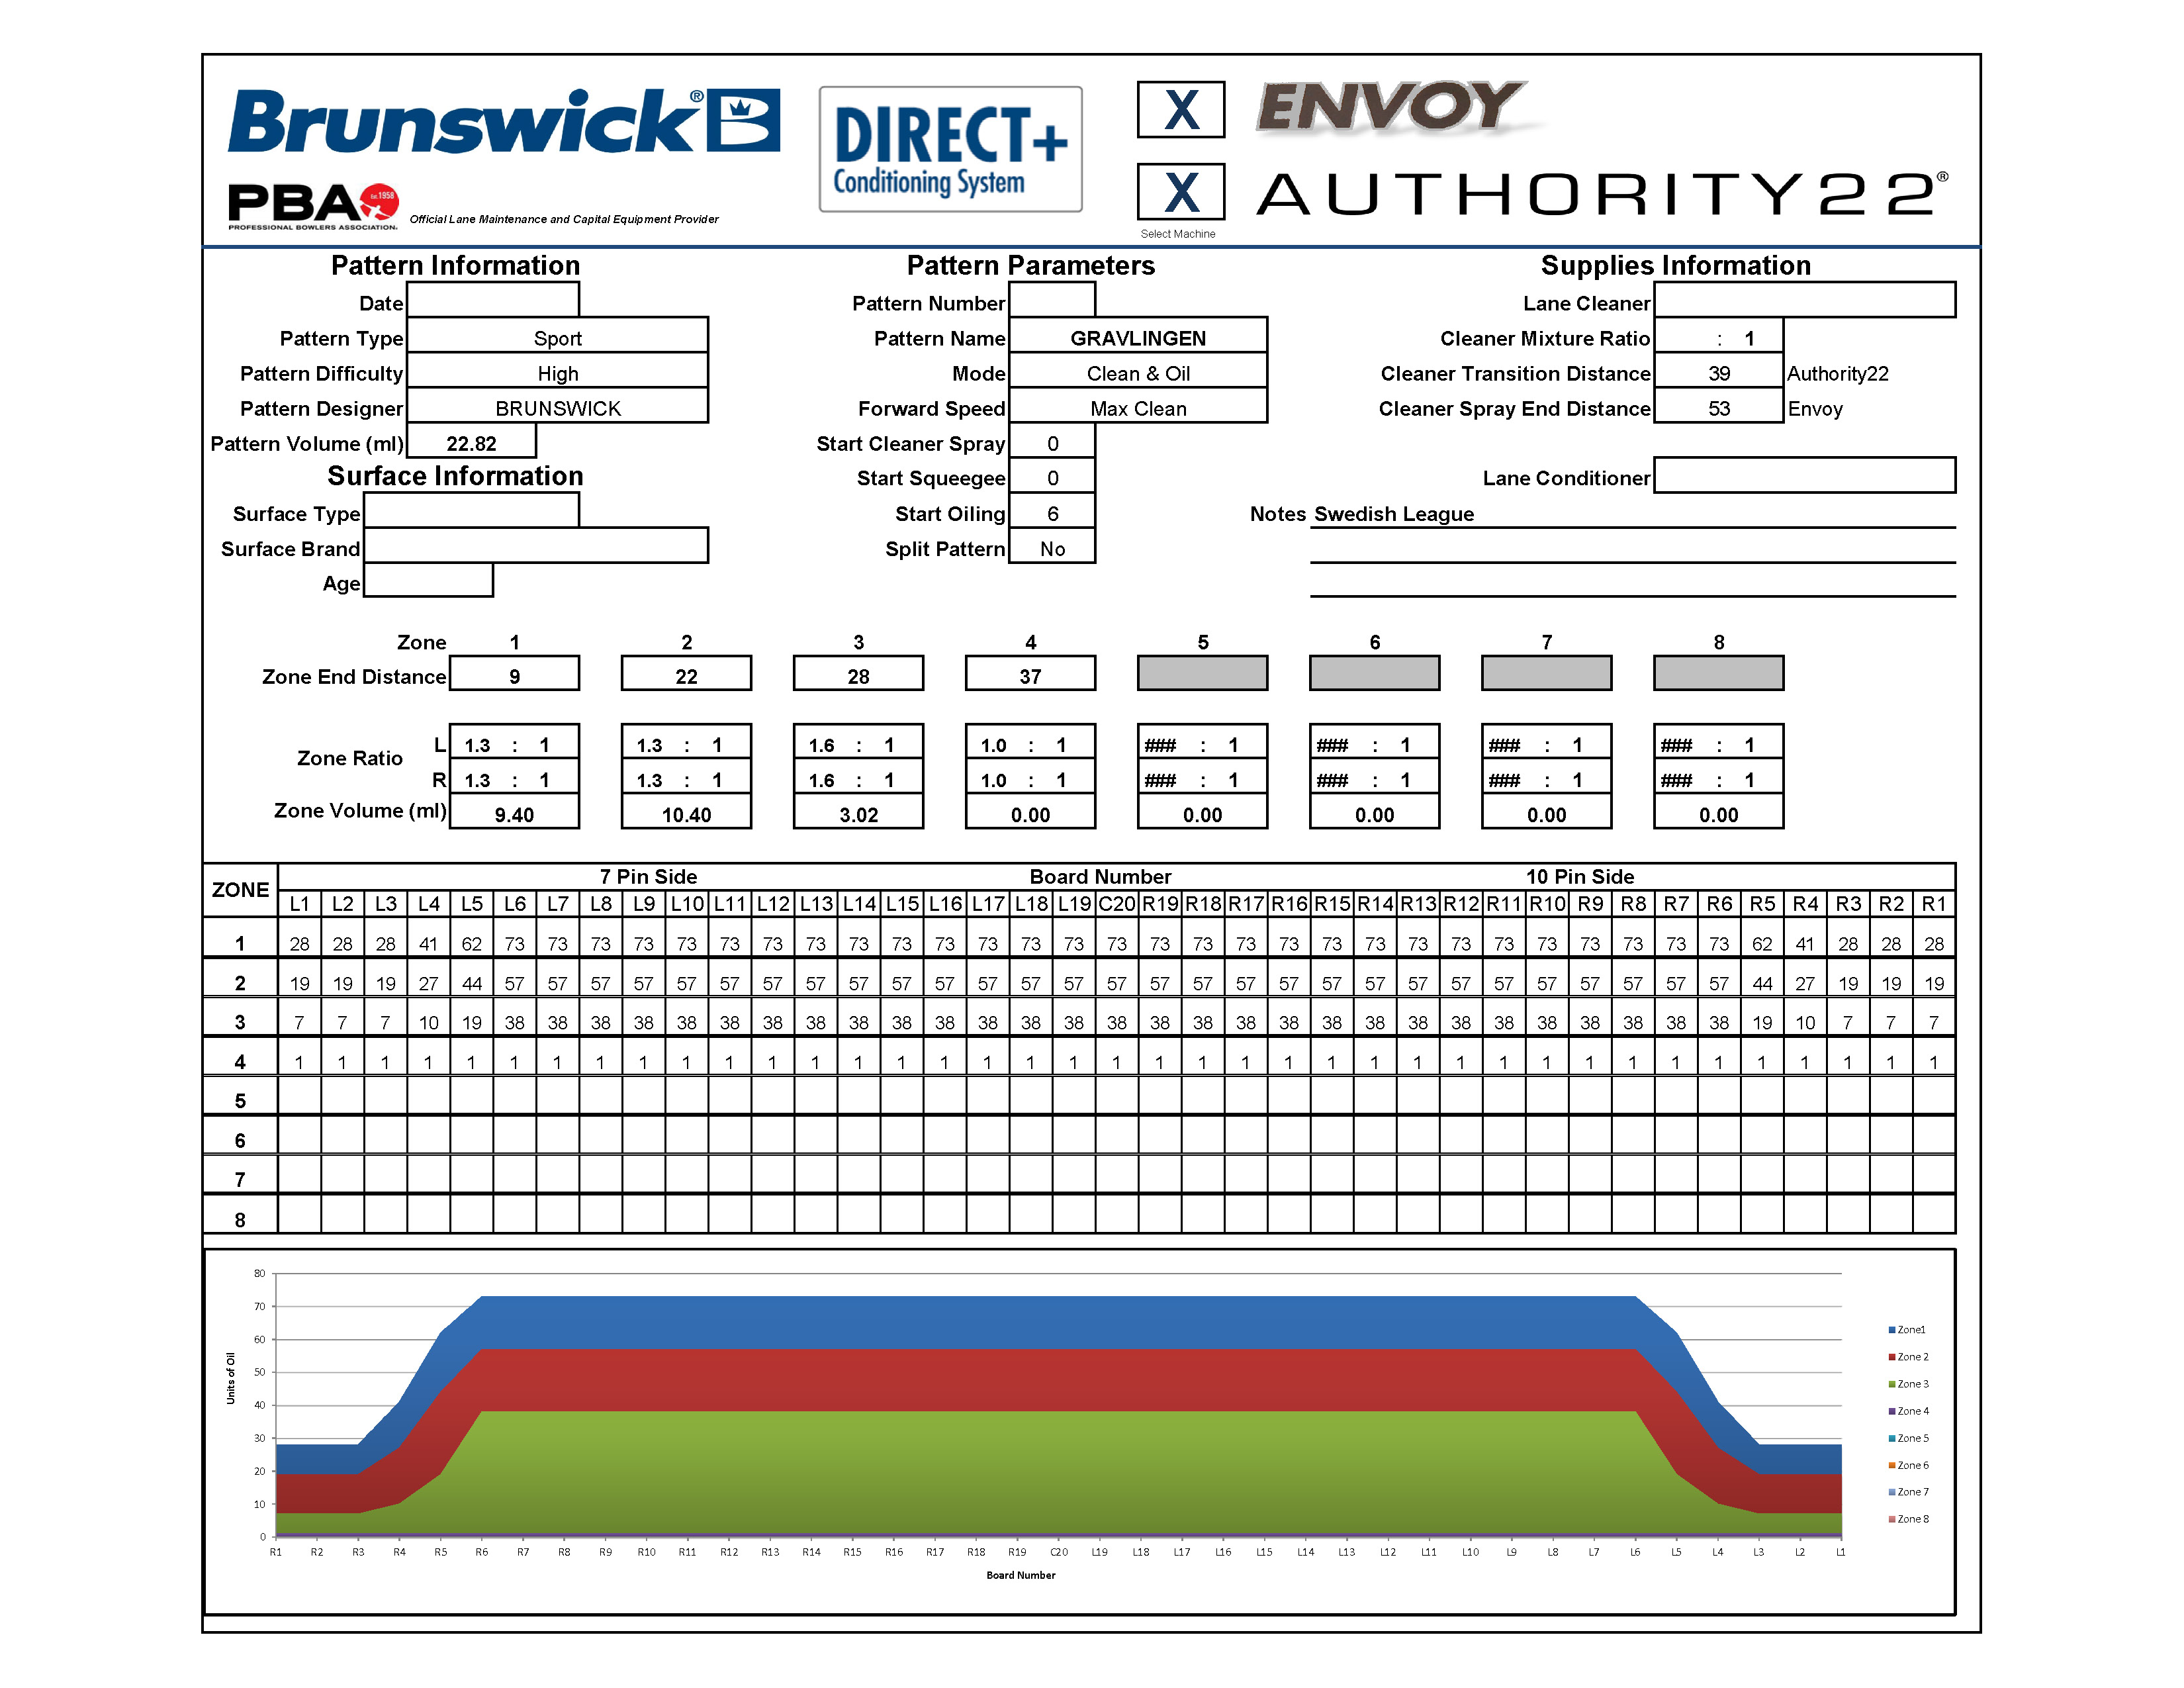 Brunswick® B
DIRECT+
Conditioning System
X ENVOY
X AUTHORITY22®
Select Machine
PBA est.1958
PROFESSIONAL BOWLERS ASSOCIATION.
Official Lane Maintenance and Capital Equipment Provider
Pattern Information
Date
Pattern Type Sport
Pattern Difficulty High
Pattern Designer BRUNSWICK
Pattern Volume (ml) 22.82
Surface Information
Surface Type
Surface Brand
Age
Pattern Parameters
Pattern Number
Pattern Name GRAVLINGEN
Mode Clean & Oil
Forward Speed Max Clean
Start Cleaner Spray 0
Start Squeegee 0
Start Oiling 6
Split Pattern No
Supplies Information
Lane Cleaner
Cleaner Mixture Ratio : 1
Cleaner Transition Distance 39 Authority22
Cleaner Spray End Distance 53 Envoy
Lane Conditioner
Notes Swedish League
Zone 1 2 3 4 5 6 7 8
Zone End Distance 9 22 28 37
Zone Ratio
L 1.3 : 1 1.3 : 1 1.6 : 1 1.0 : 1 ### : 1 ### : 1 ### : 1 ### : 1
R 1.3 : 1 1.3 : 1 1.6 : 1 1.0 : 1 ### : 1 ### : 1 ### : 1 ### : 1
Zone Volume (ml) 9.40 10.40 3.02 0.00 0.00 0.00 0.00 0.00
ZONE 7 Pin Side Board Number 10 Pin Side
L1 L2 L3 L4 L5 L6 L7 L8 L9 L10 L11 L12 L13 L14 L15 L16 L17 L18 L19 C20 R19 R18 R17 R16 R15 R14 R13 R12 R11 R10 R9 R8 R7 R6 R5 R4 R3 R2 R1
1 28 28 28 41 62 73 73 73 73 73 73 73 73 73 73 73 73 73 73 73 73 73 73 73 73 73 73 73 73 73 73 73 73 73 62 41 28 28 28
2 19 19 19 27 44 57 57 57 57 57 57 57 57 57 57 57 57 57 57 57 57 57 57 57 57 57 57 57 57 57 57 57 57 57 44 27 19 19 19
3 7 7 7 10 19 38 38 38 38 38 38 38 38 38 38 38 38 38 38 38 38 38 38 38 38 38 38 38 38 38 38 38 38 38 19 10 7 7 7
4 1 1 1 1 1 1 1 1 1 1 1 1 1 1 1 1 1 1 1 1 1 1 1 1 1 1 1 1 1 1 1 1 1 1 1 1 1 1 1
5
6
7
8
80
70
60
50
40
30
20
10
0
Units of Oil
R1 R2 R3 R4 R5 R6 R7 R8 R9 R10 R11 R12 R13 R14 R15 R16 R17 R18 R19 C20 L19 L18 L17 L16 L15 L14 L13 L12 L11 L10 L9 L8 L7 L6 L5 L4 L3 L2 L1
Board Number
Zone1
Zone 2
Zone 3
Zone 4
Zone 5
Zone 6
Zone 7
Zone 8